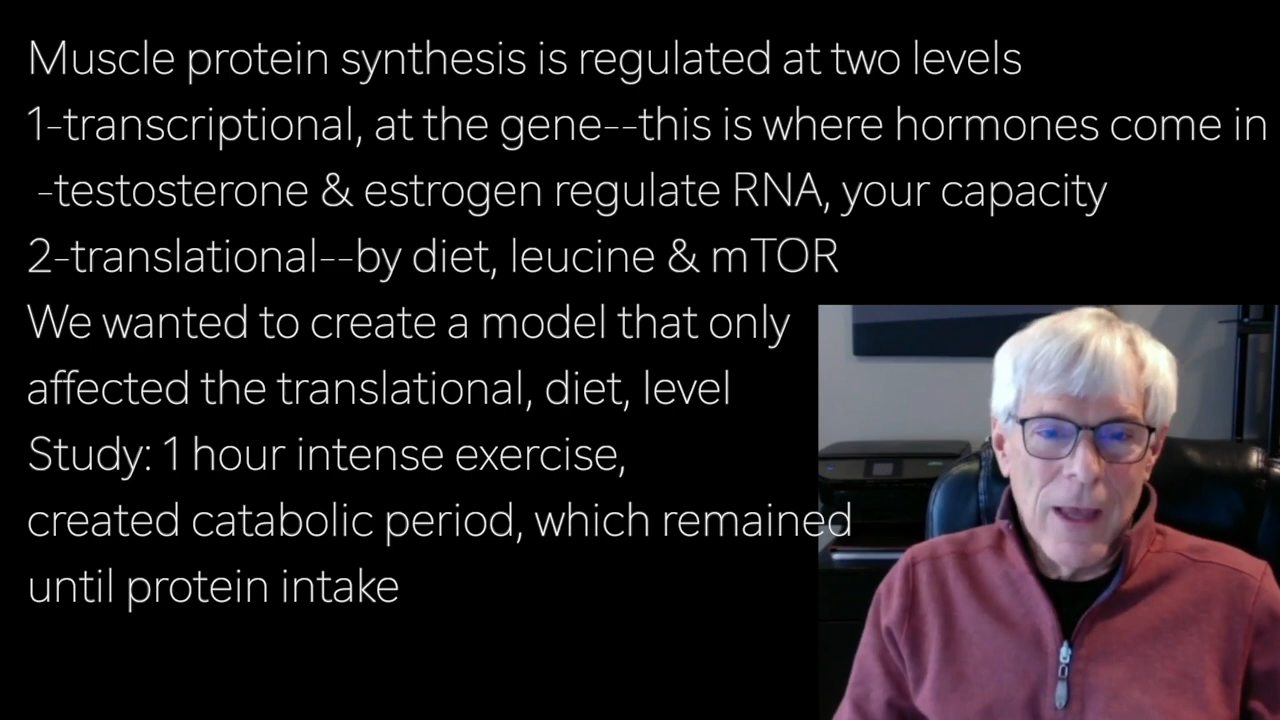 Muscle protein synthesis is regulated at two levels
1-transcriptional, at the gene--this is where hormones come in
-testosterone & estrogen regulate RNA, your capacity
2-translational--by diet, leucine & mTOR
We wanted to create a model that only
affected the translational, diet, level
Study: 1 hour intense exercise,
created catabolic period, which remained
until protein intake